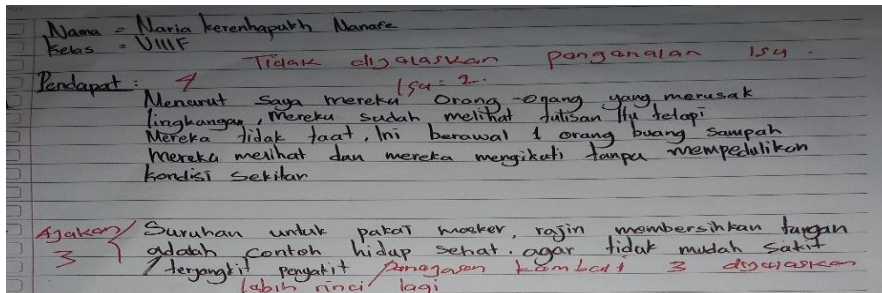 Nama = Maria kerenhapukh Nanafe
Kelas = VIIIF
Tidak dijelaskan pengenalan Isu.
Pendapat : 4 Isu = 2.
Menurut saya mereka orang-orang yang merusak
lingkangan, mereka sudah melihat tulisan itu tetapi
Mereka tidak taat, Ini berawal 1 orang buang sampah
mereka melihat dan mereka mengikuti tanpa mempedulikan
kondisi sekitar
Ajakan Suruhan untuk pakai masker, rajin membersihkan tangan
3 adalah contoh hidup sehat. agar tidak mudah sakit
/ terjangkit penyakit penegasan kembali 3 dijelaskan
lebih rinci lagi